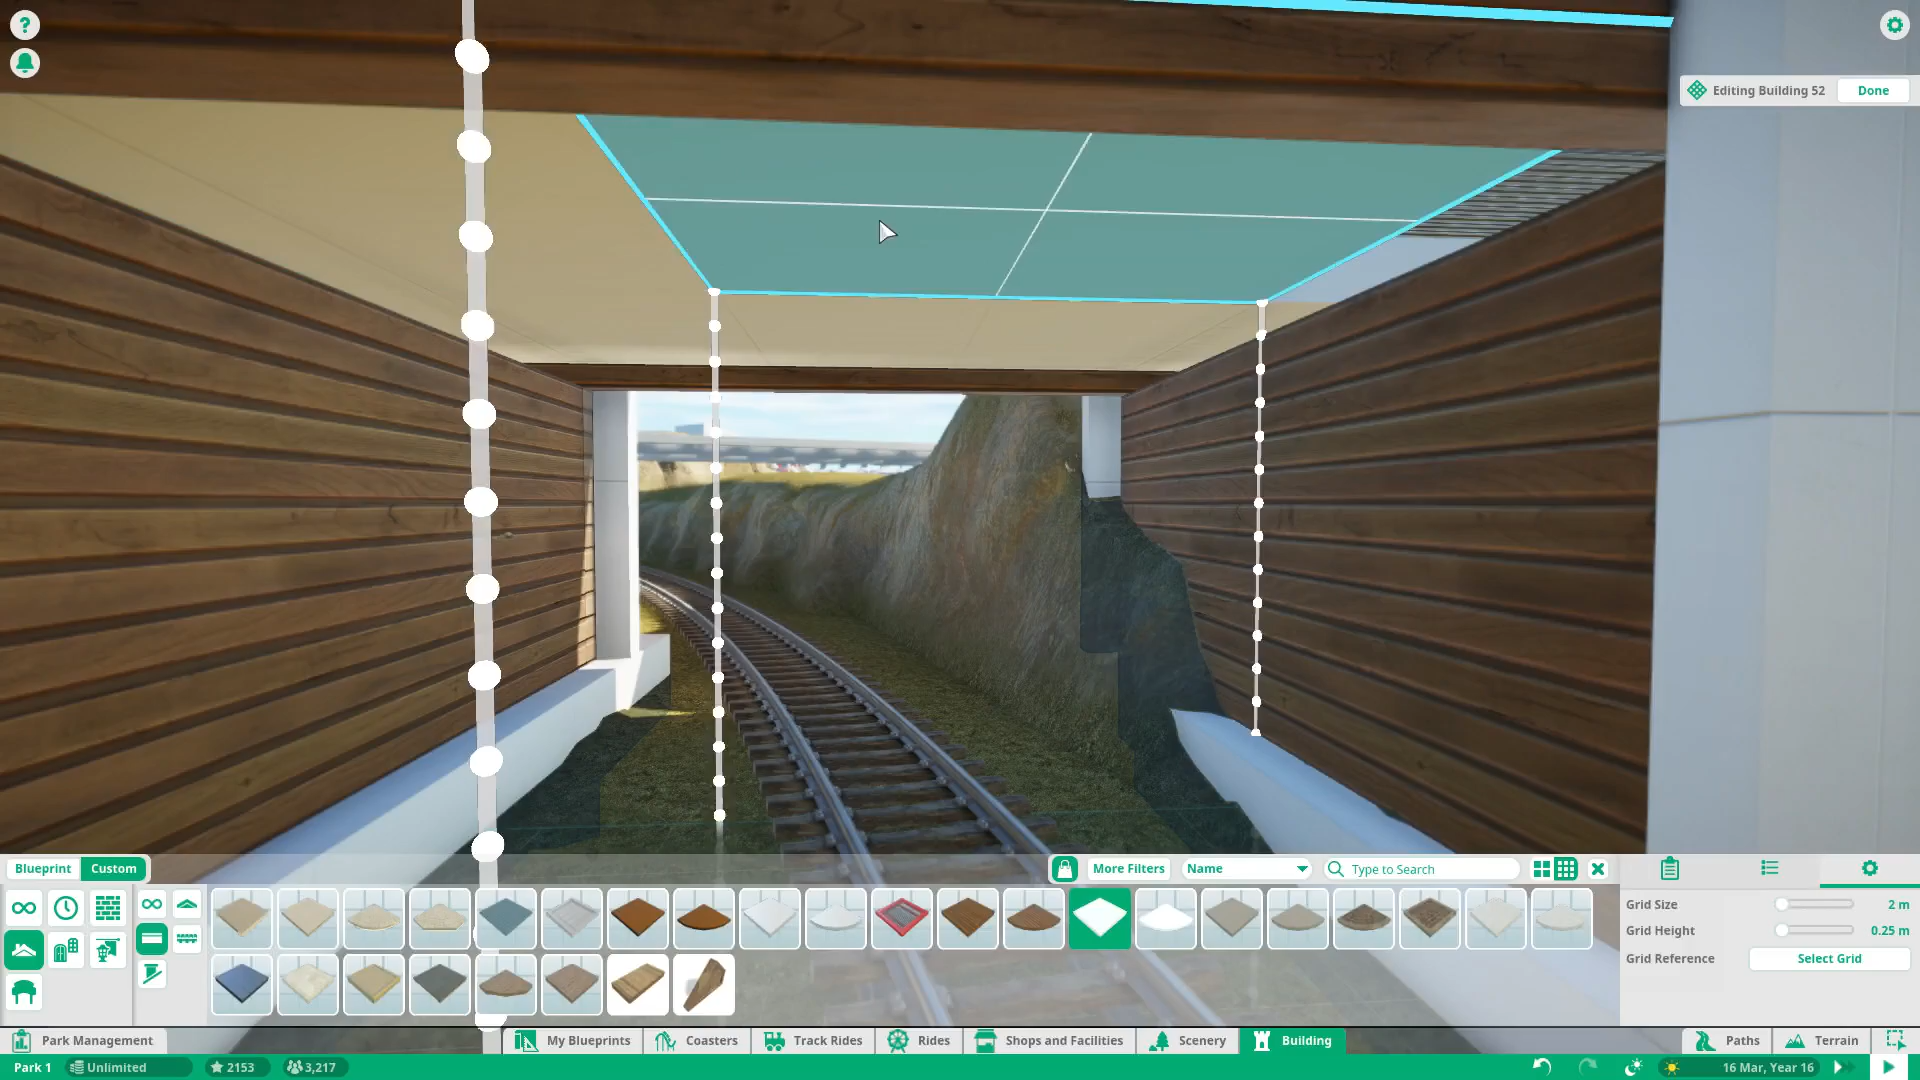 ?
Editing Building 52 Done
Blueprint Custom
More Filters Name Type to Search
Grid Size 2 m
Grid Height 0.25 m
Grid Reference Select Grid
Park Management My Blueprints Coasters Track Rides Rides Shops and Facilities Scenery Building Paths Terrain
Park 1 Unlimited 2153 3,217 16 Mar, Year 16